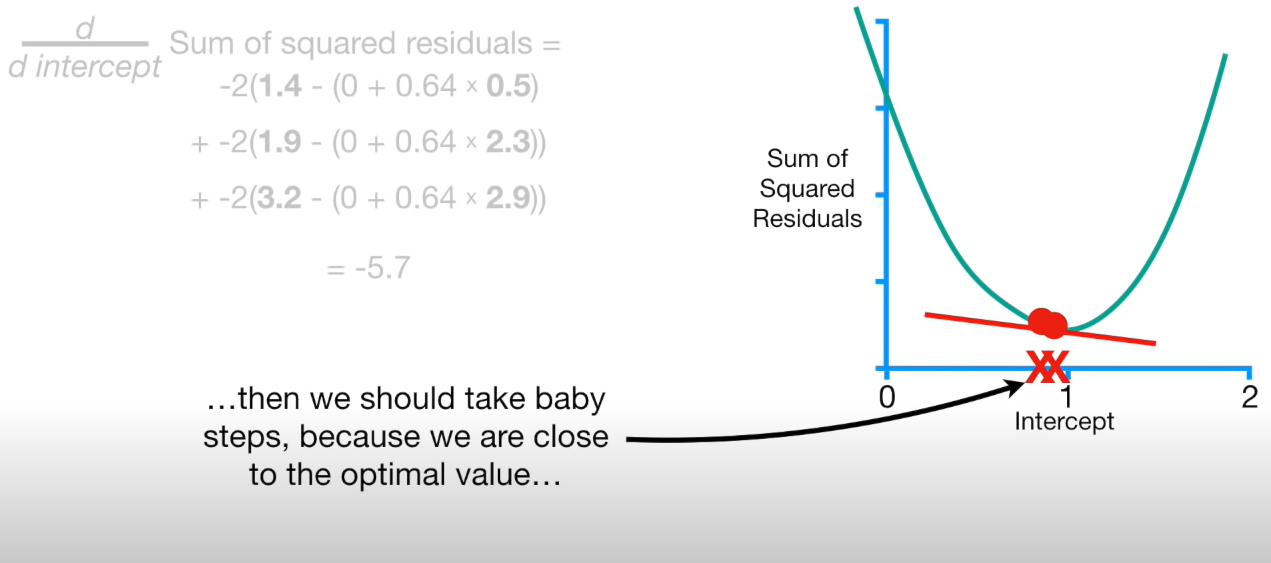 d
d intercept
Sum of squared residuals =
-2(1.4 - (0 + 0.64 × 0.5)
+ -2(1.9 - (0 + 0.64 × 2.3))
+ -2(3.2 - (0 + 0.64 × 2.9))
= -5.7
Sum of
Squared
Residuals
XX
0 1 2
Intercept
…then we should take baby
steps, because we are close
to the optimal value…